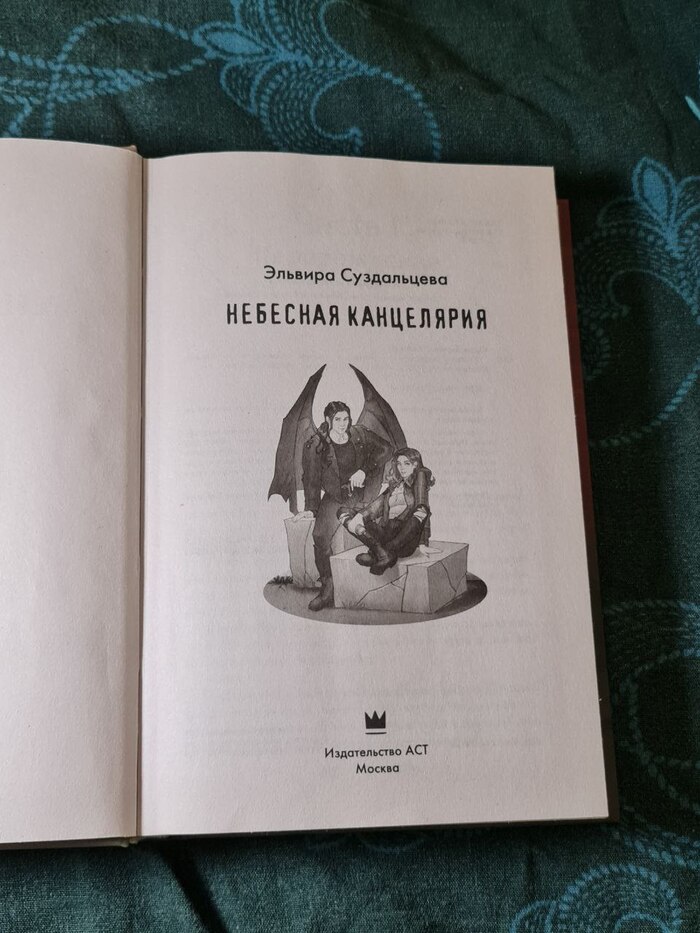 Эльвира Суздальцева
НЕБЕСНАЯ КАНЦЕЛЯРИЯ
Издательство АСТ
Москва